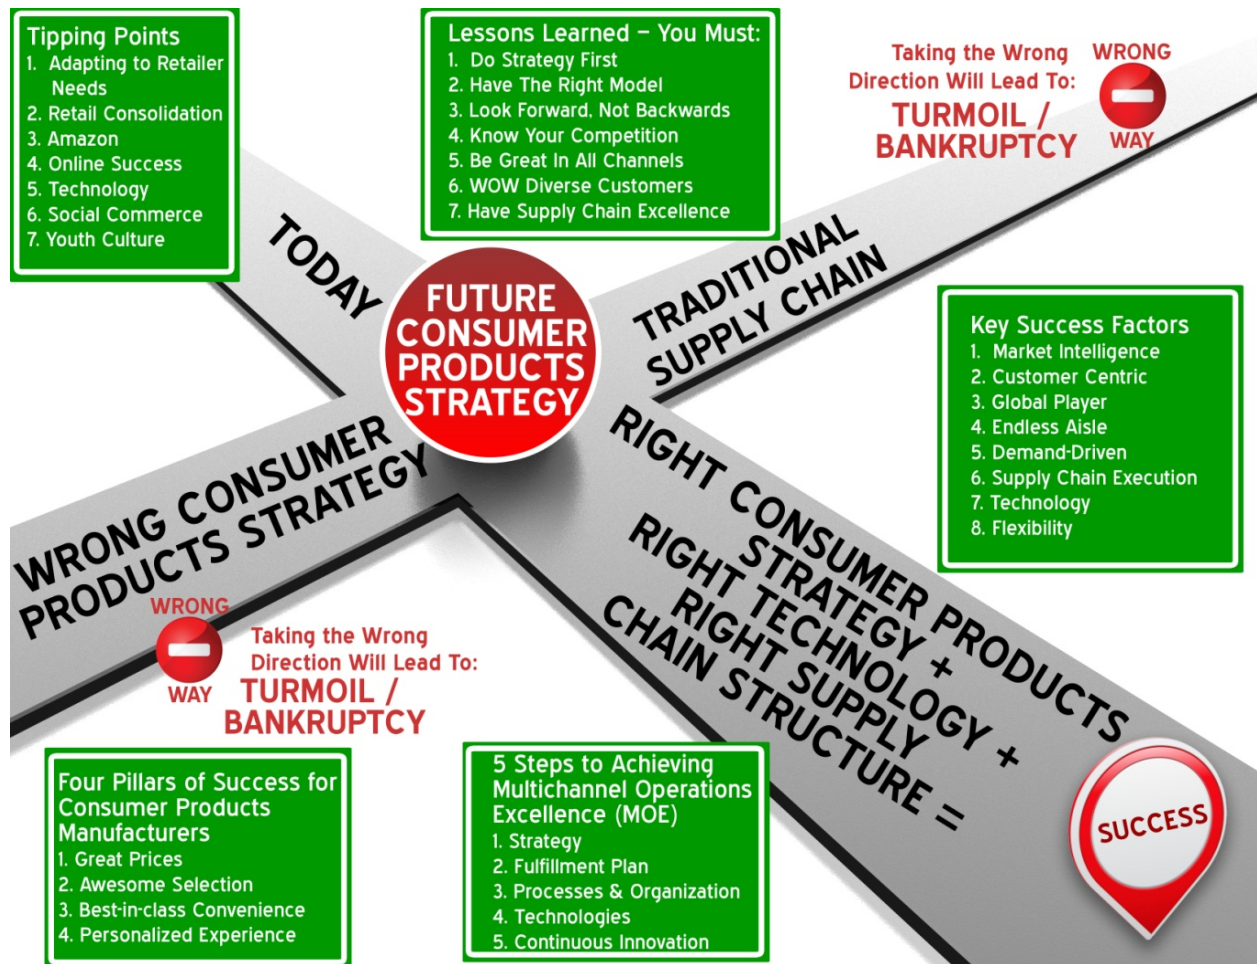 Tipping Points
1. Adapting to Retailer
Needs
2. Retail Consolidation
3. Amazon
4. Online Success
5. Technology
6. Social Commerce
7. Youth Culture
Lessons Learned – You Must:
1. Do Strategy First
2. Have The Right Model
3. Look Forward, Not Backwards
4. Know Your Competition
5. Be Great In All Channels
6. WOW Diverse Customers
7. Have Supply Chain Excellence
Taking the Wrong
Direction Will Lead To:
TURMOIL /
BANKRUPTCY
WRONG
WAY
TODAY
FUTURE
CONSUMER
PRODUCTS
STRATEGY
TRADITIONAL
SUPPLY CHAIN
Key Success Factors
1. Market Intelligence
2. Customer Centric
3. Global Player
4. Endless Aisle
5. Demand-Driven
6. Supply Chain Execution
7. Technology
8. Flexibility
WRONG CONSUMER
PRODUCTS STRATEGY
WRONG
WAY
Taking the Wrong
Direction Will Lead To:
TURMOIL /
BANKRUPTCY
RIGHT CONSUMER PRODUCTS
STRATEGY +
RIGHT TECHNOLOGY +
RIGHT SUPPLY
CHAIN STRUCTURE =
SUCCESS
Four Pillars of Success for
Consumer Products
Manufacturers
1. Great Prices
2. Awesome Selection
3. Best-in-class Convenience
4. Personalized Experience
5 Steps to Achieving
Multichannel Operations
Excellence (MOE)
1. Strategy
2. Fulfillment Plan
3. Processes & Organization
4. Technologies
5. Continuous Innovation